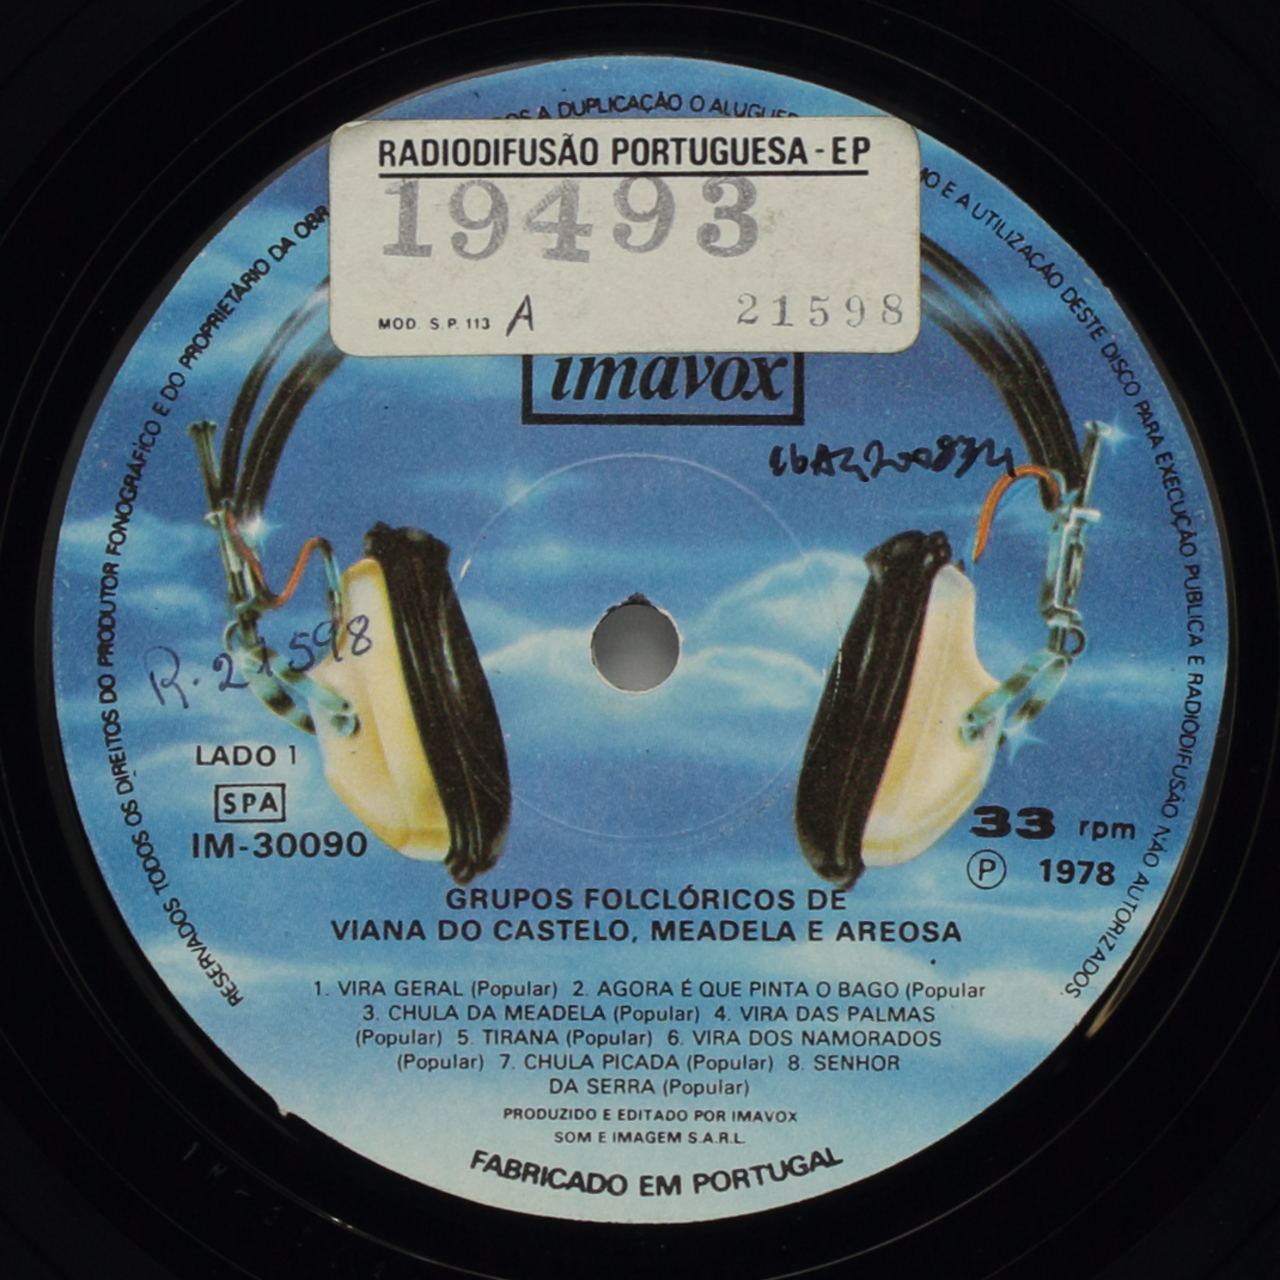 RADIODIFUSÃO PORTUGUESA - EP
19493
MOD. S.P. 113 A 21598
imavox
R. 21598
LADO 1
SPA
IM-30090
33 rpm
Ⓟ 1978
GRUPOS FOLCLÓRICOS DE
VIANA DO CASTELO, MEADELA E AREOSA
1. VIRA GERAL (Popular) 2. AGORA É QUE PINTA O BAGO (Popular
3. CHULA DA MEADELA (Popular) 4. VIRA DAS PALMAS
(Popular) 5. TIRANA (Popular) 6. VIRA DOS NAMORADOS
(Popular) 7. CHULA PICADA (Popular) 8. SENHOR
DA SERRA (Popular)
PRODUZIDO E EDITADO POR IMAVOX
SOM E IMAGEM S.A.R.L.
FABRICADO EM PORTUGAL
RESERVADOS TODOS OS DIREITOS DO PRODUTOR FONOGRÁFICO E DO PROPRIETÁRIO DA A DUPLICAÇÃO O E A UTILIZAÇÃO DESTE DISCO PARA EXECUÇÃO PUBLICA E RADIODIFUSÃO NÃO AUTORIZADOS.